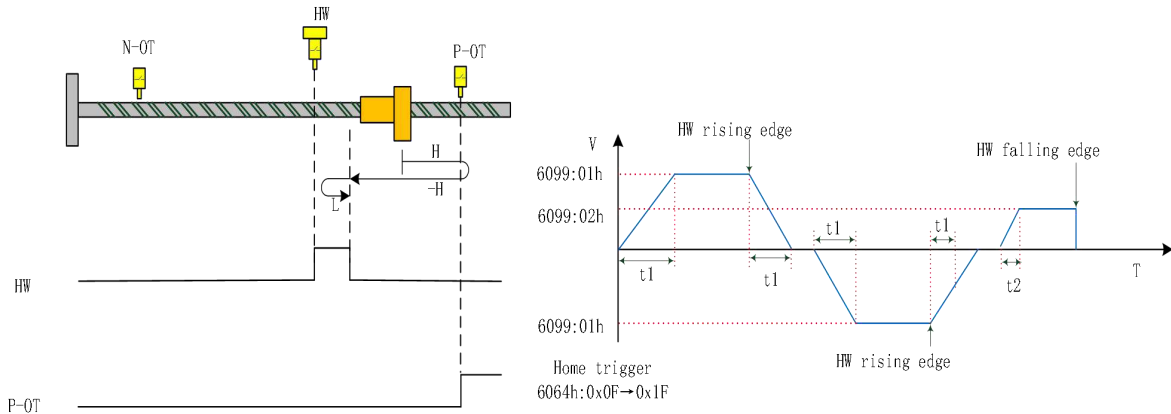 HW
N-OT
P-OT
H
-H
L
HW
P-OT
V
HW rising edge
HW falling edge
6099:01h
6099:02h
t1
t1
t1
t1
t2
T
6099:01h
HW rising edge
Home trigger
6064h:0x0F→0x1F